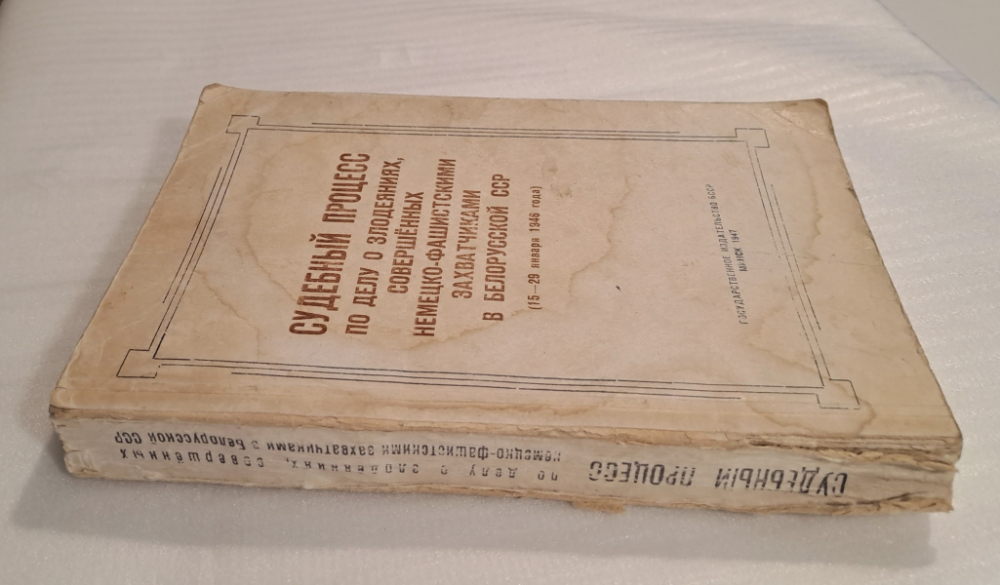 СУДЕБНЫЙ ПРОЦЕСС
ПО ДЕЛУ О ЗЛОДЕЯНИЯХ,
СОВЕРШЁННЫХ
НЕМЕЦКО-ФАШИСТСКИМИ
ЗАХВАТЧИКАМИ
В БЕЛОРУССКОЙ ССР
(15—29 января 1946 года)
ГОСУДАРСТВЕННОЕ ИЗДАТЕЛЬСТВО БССР
МИНСК 1947
СУДЕБНЫЙ ПРОЦЕСС
по делу о злодеяниях, совершённых
немецко-фашистскими захватчиками в Белорусской ССР